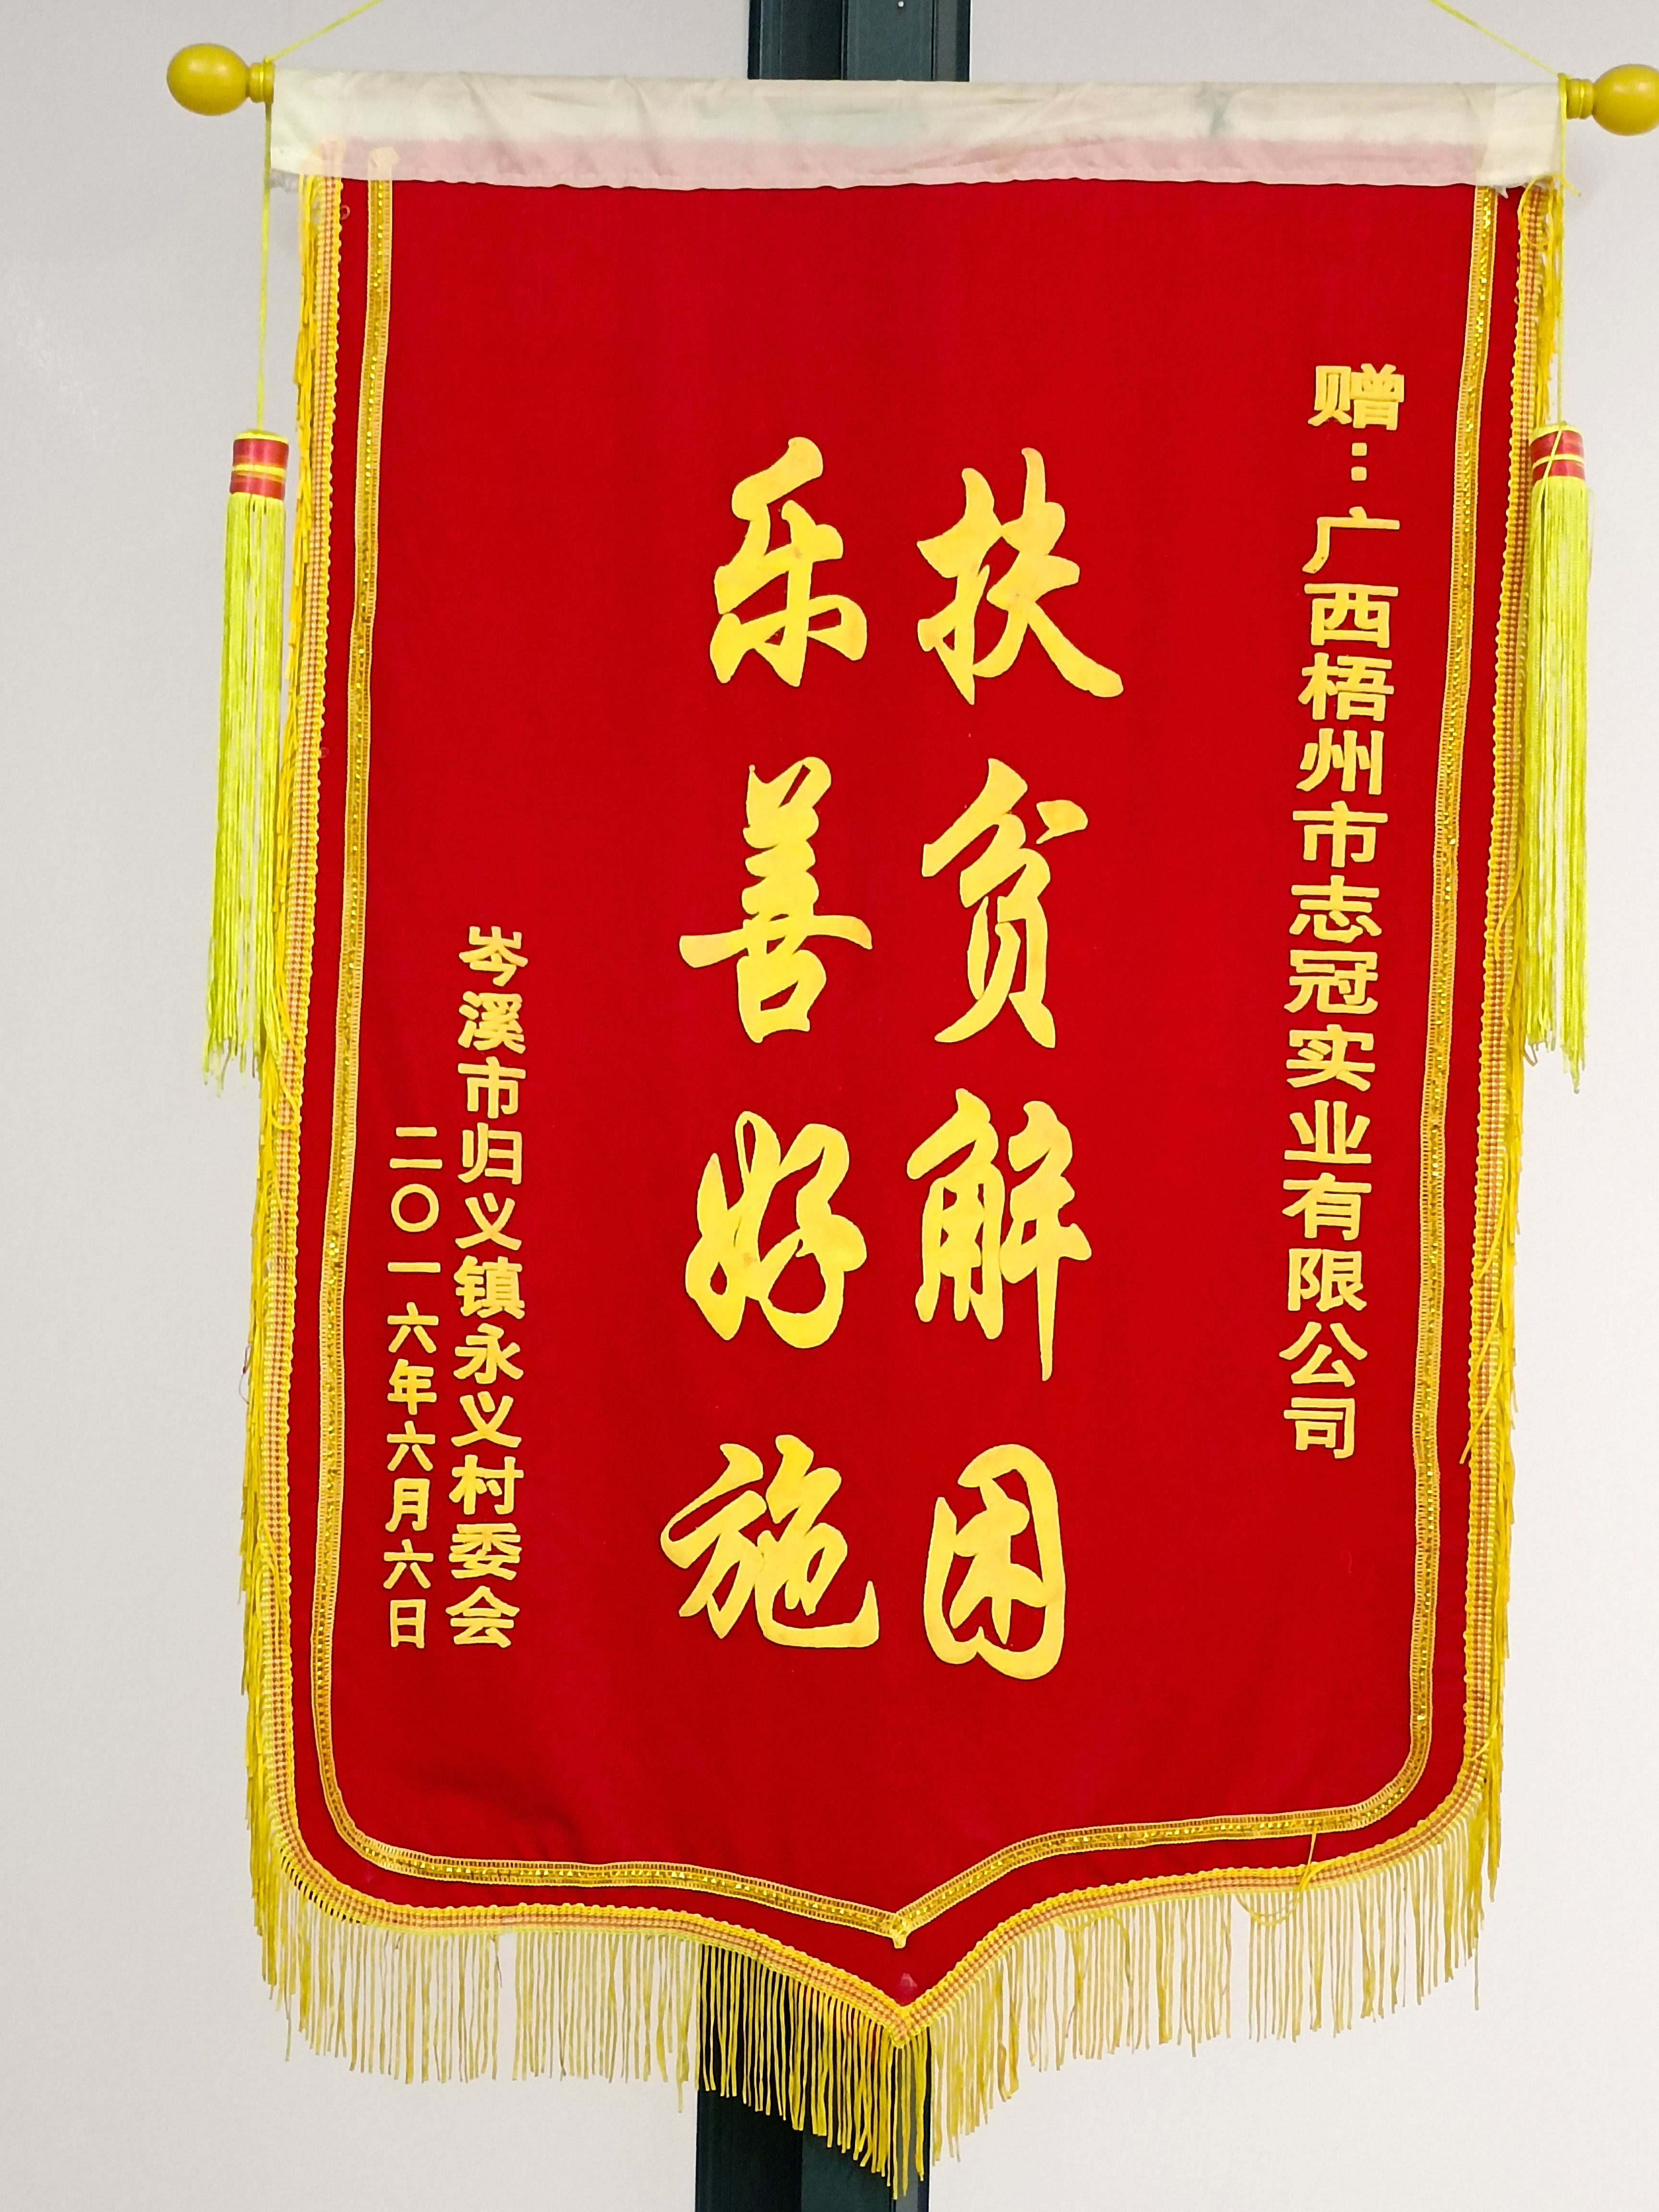 赠：广西梧州市志冠实业有限公司
扶贫解困
乐善好施
岑溪市归义镇永义村委会
二〇一六年六月六日